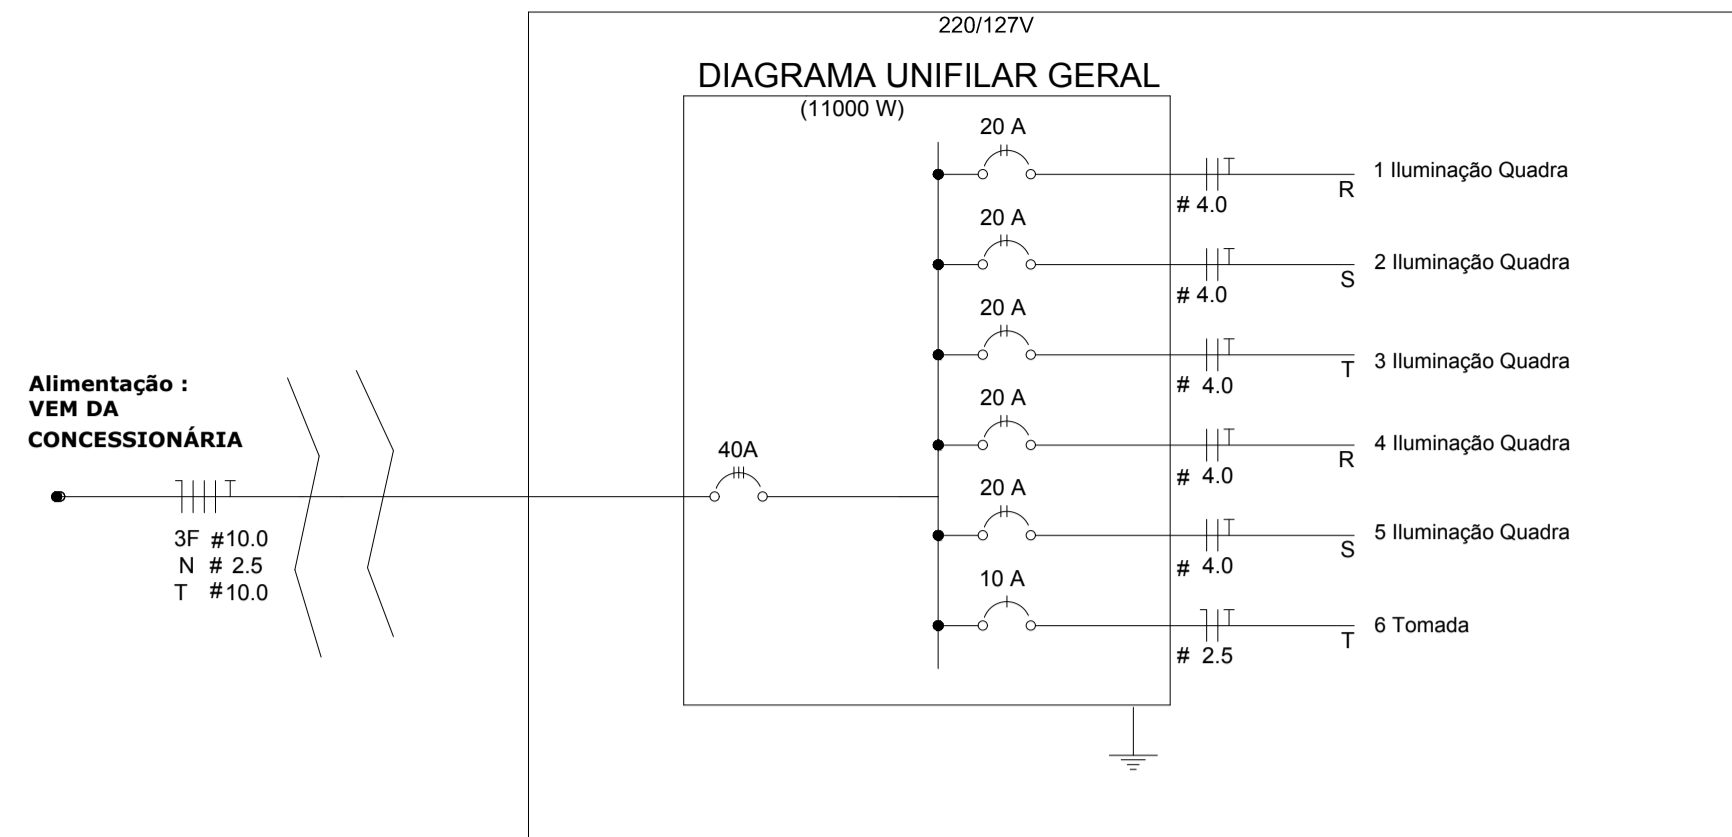 220/127V
DIAGRAMA UNIFILAR GERAL
(11000 W)
20 A
# 4.0
R
1 Iluminação Quadra
20 A
# 4.0
S
2 Iluminação Quadra
20 A
# 4.0
T
3 Iluminação Quadra
20 A
# 4.0
R
4 Iluminação Quadra
20 A
# 4.0
S
5 Iluminação Quadra
10 A
# 2.5
T
6 Tomada
Alimentação :
VEM DA
CONCESSIONÁRIA
40A
3F #10.0
N # 2.5
T #10.0